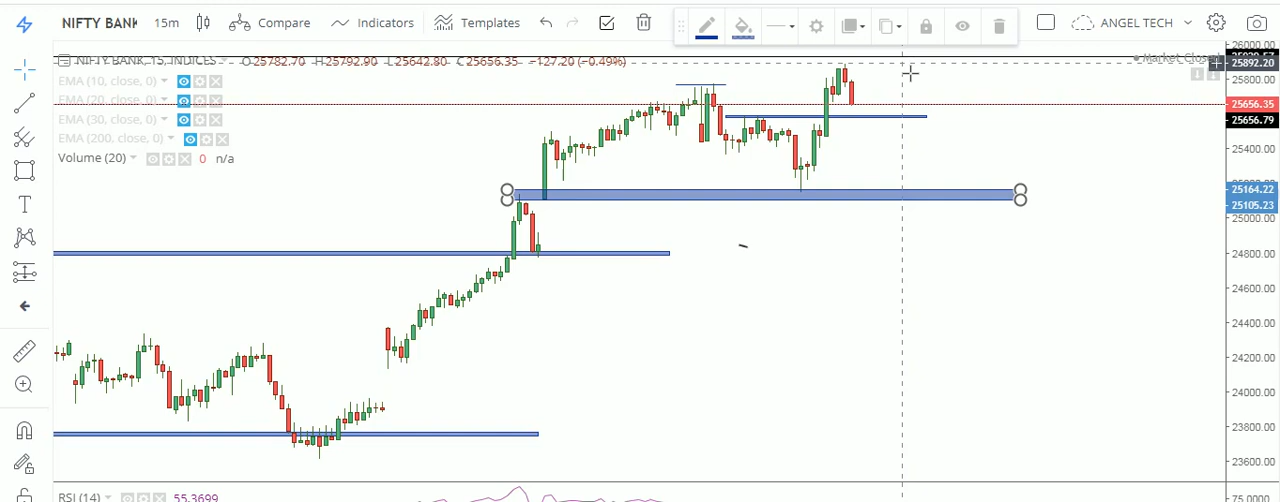 NIFTY BANK 15m Compare Indicators Templates ANGEL TECH
NIFTY BANK, 15, INDICES O25782.70 H25792.90 L25642.80 C25656.35 −127.20 (−0.49%)
Market Closed
EMA (10, close, 0)
EMA (20, close, 0)
EMA (30, close, 0)
EMA (200, close, 0)
Volume (20) 0 n/a
26000.00
25892.20
25800.00
25656.35
25656.79
25400.00
25164.22
25105.23
25000.00
24800.00
24600.00
24400.00
24200.00
24000.00
23800.00
23600.00
RSI (14) 55.3699
75.0000